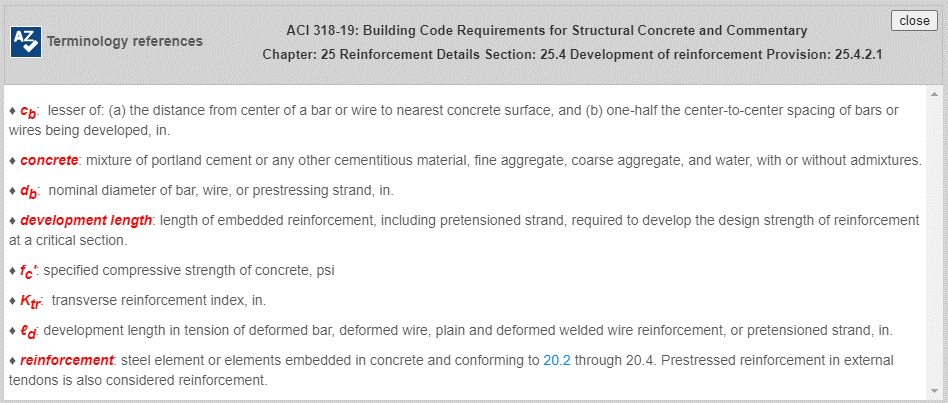 AZ
Terminology references
ACI 318-19: Building Code Requirements for Structural Concrete and Commentary
Chapter: 25 Reinforcement Details Section: 25.4 Development of reinforcement Provision: 25.4.2.1
close
♦ cb: lesser of: (a) the distance from center of a bar or wire to nearest concrete surface, and (b) one-half the center-to-center spacing of bars or
wires being developed, in.
♦ concrete: mixture of portland cement or any other cementitious material, fine aggregate, coarse aggregate, and water, with or without admixtures.
♦ db: nominal diameter of bar, wire, or prestressing strand, in.
♦ development length: length of embedded reinforcement, including pretensioned strand, required to develop the design strength of reinforcement
at a critical section.
♦ fc′: specified compressive strength of concrete, psi
♦ Ktr: transverse reinforcement index, in.
♦ ℓd: development length in tension of deformed bar, deformed wire, plain and deformed welded wire reinforcement, or pretensioned strand, in.
♦ reinforcement: steel element or elements embedded in concrete and conforming to 20.2 through 20.4. Prestressed reinforcement in external
tendons is also considered reinforcement.